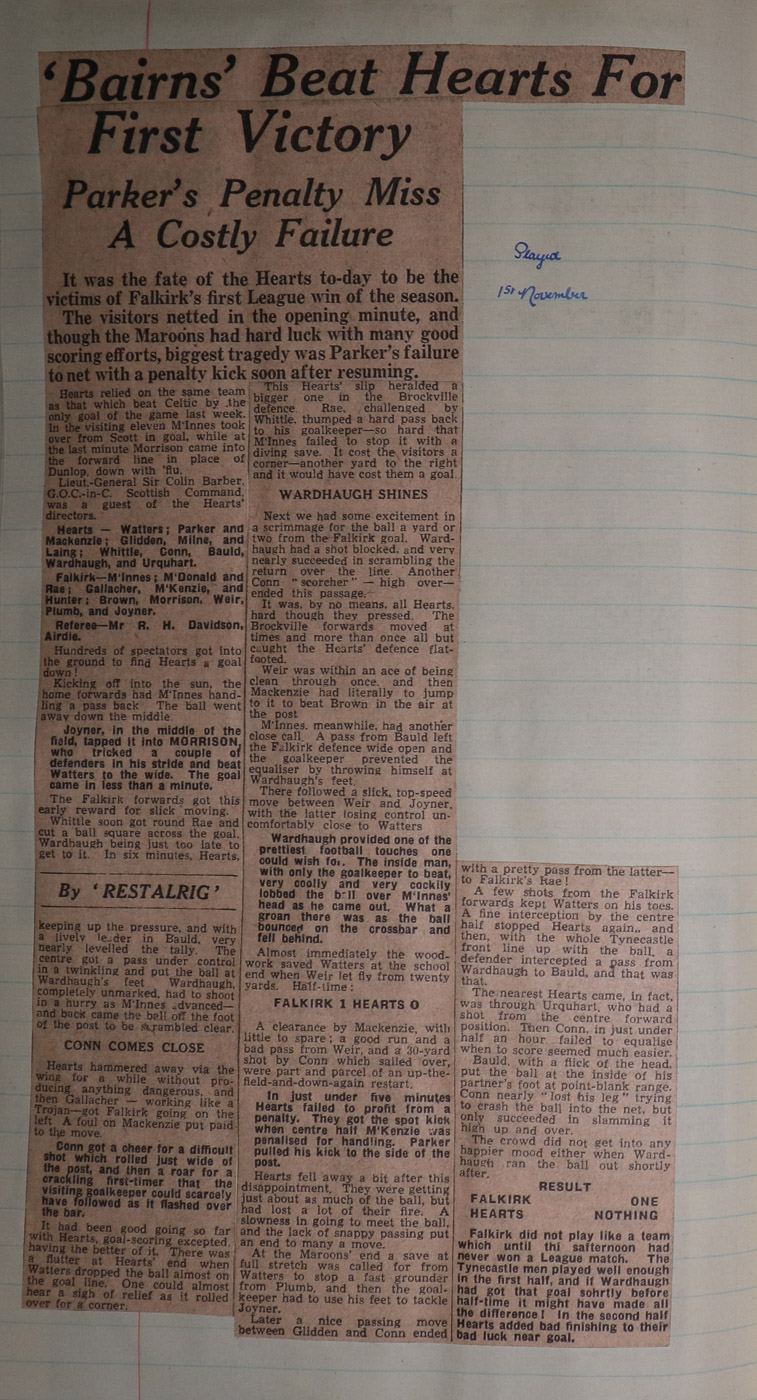 ‘Bairns’ Beat Hearts For
First Victory
Parker's Penalty Miss
A Costly Failure
Played
1st November
It was the fate of the Hearts to-day to be the
victims of Falkirk's first League win of the season.
The visitors netted in the opening minute, and
though the Maroons had hard luck with many good
scoring efforts, biggest tragedy was Parker's failure
to net with a penalty kick soon after resuming.
Hearts relied on the same team
as that which beat Celtic by the
only goal of the game last week.
In the visiting eleven M'Innes took
over from Scott in goal, while at
the last minute Morrison came into
the forward line in place of
Dunlop, down with 'flu.
Lieut.-General Sir Colin Barber,
G.O.C.-in-C. Scottish Command,
was a guest of the Hearts'
directors.
Hearts — Watters; Parker and
Mackenzie; Glidden, Milne, and
Laing; Whittle, Conn, Bauld,
Wardhaugh, and Urquhart.
Falkirk—M'Innes; M'Donald and
Rae; Gallacher, M'Kenzie, and
Hunter; Brown, Morrison, Weir,
Plumb, and Joyner.
Referee—Mr R. H. Davidson,
Airdie.
Hundreds of spectators got into
the ground to find Hearts a goal
down!
Kicking off into the sun, the
home forwards had M'Innes hand-
ling a pass back The ball went
away down the middle.
Joyner, in the middle of the
field, tapped it into MORRISON,
who tricked a couple of
defenders in his stride and beat
Watters to the wide. The goal
came in less than a minute.
The Falkirk forwards got this
early reward for slick moving.
Whittle soon got round Rae and
cut a ball square across the goal,
Wardhaugh being just too late to
get to it. In six minutes, Hearts,
By ‘RESTALRIG’
keeping up the pressure, and with
a lively leader in Bauld, very
nearly levelled the tally. The
centre got a pass under control
in a twinkling and put the ball at
Wardhaugh's feet Wardhaugh,
completely unmarked, had to shoot
in a hurry as M'Innes advanced—
and back came the ball off the foot
of the post to be scrambled clear.
CONN COMES CLOSE
Hearts hammered away via the
wing for a while without pro-
ducing anything dangerous, and
then Gallacher — working like a
Trojan—got Falkirk going on the
left A foul on Mackenzie put paid
to the move.
Conn got a cheer for a difficult
shot which rolled just wide of
the post, and then a roar for a
crackling first-timer that the
visiting goalkeeper could scarcely
have followed as it flashed over
the bar.
It had been good going so far
with Hearts, goal-scoring excepted,
having the better of it. There was
a flutter at Hearts' end when
Watters dropped the ball almost on
the goal line. One could almost
hear a sigh of relief as it rolled
over for a corner.
This Hearts' slip heralded a
bigger one in the Brockville
defence. Rae, challenged by
Whittle, thumped a hard pass back
to his goalkeeper—so hard that
M'Innes failed to stop it with a
diving save. It cost the visitors a
corner—another yard to the right
and it would have cost them a goal.
WARDHAUGH SHINES
Next we had some excitement in
a scrimmage for the ball a yard or
two from the Falkirk goal. Ward-
haugh had a shot blocked, and very
nearly succeeded in scrambling the
return over the line. Another
Conn "scorcher" — high over—
ended this passage.
It was, by no means, all Hearts,
hard though they pressed. The
Brockville forwards moved at
times and more than once all but
caught the Hearts' defence flat-
footed.
Weir was within an ace of being
clean through once, and then
Mackenzie had literally to jump
to it to beat Brown in the air at
the post
M'Innes, meanwhile, had another
close call. A pass from Bauld left
the Falkirk defence wide open and
the goalkeeper prevented the
equaliser by throwing himself at
Wardhaugh's feet.
There followed a slick, top-speed
move between Weir and Joyner,
with the latter losing control un-
comfortably close to Watters
Wardhaugh provided one of the
prettiest football touches one
could wish for. The inside man,
with only the goalkeeper to beat,
very coolly and very cockily
lobbed the ball over M'Innes'
head as he came out. What a
groan there was as the ball
bounced on the crossbar and
fell behind.
Almost immediately the wood-
work saved Watters at the school
end when Weir let fly from twenty
yards. Half-time:
FALKIRK 1 HEARTS 0
A clearance by Mackenzie, with
little to spare; a good run and a
bad pass from Weir, and a 30-yard
shot by Conn which sailed over,
were part and parcel of an up-the-
field-and-down-again restart.
In just under five minutes
Hearts failed to profit from a
penalty. They got the spot kick
when centre half M'Kenzie was
penalised for handling. Parker
pulled his kick to the side of the
post.
Hearts fell away a bit after this
disappointment. They were getting
just about as much of the ball, but
had lost a lot of their fire. A
slowness in going to meet the ball,
and the lack of snappy passing put
an end to many a move.
At the Maroons' end a save at
full stretch was called for from
Watters to stop a fast grounder
from Plumb, and then the goal-
keeper had to use his feet to tackle
Joyner.
Later a nice passing move
between Glidden and Conn ended
with a pretty pass from the latter—
to Falkirk's Rae!
A few shots from the Falkirk
forwards kept Watters on his toes.
A fine interception by the centre
half stopped Hearts again,, and
then, with the whole Tynecastle
front line up with the ball, a
defender intercepted a pass from
Wardhaugh to Bauld, and that was
that.
The nearest Hearts came, in fact,
was through Urquhart, who had a
shot from the centre forward
position. Then Conn, in just under
half an hour failed to equalise
when to score seemed much easier.
Bauld, with a flick of the head,
put the ball at the inside of his
partner's foot at point-blank range.
Conn nearly "lost his leg" trying
to crash the ball into the net, but
only succeeded in slamming it
high up and over.
The crowd did not get into any
happier mood either when Ward-
haugh ran the ball out shortly
after.
RESULT
FALKIRK ONE
HEARTS NOTHING
Falkirk did not play like a team
which until thi safternoon had
never won a League match. The
Tynecastle men played well enough
in the first half, and if Wardhaugh
had got that goal sohrtly before
half-time it might have made all
the difference! In the second half
Hearts added bad finishing to their
bad luck near goal.